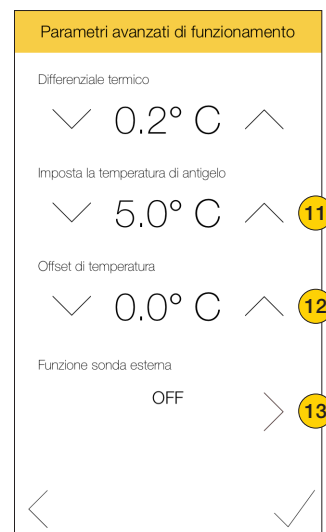 Parametri avanzati di funzionamento
Differenziale termico
0.2° C
Imposta la temperatura di antigelo
5.0° C
11
Offset di temperatura
0.0° C
12
Funzione sonda esterna
OFF
13